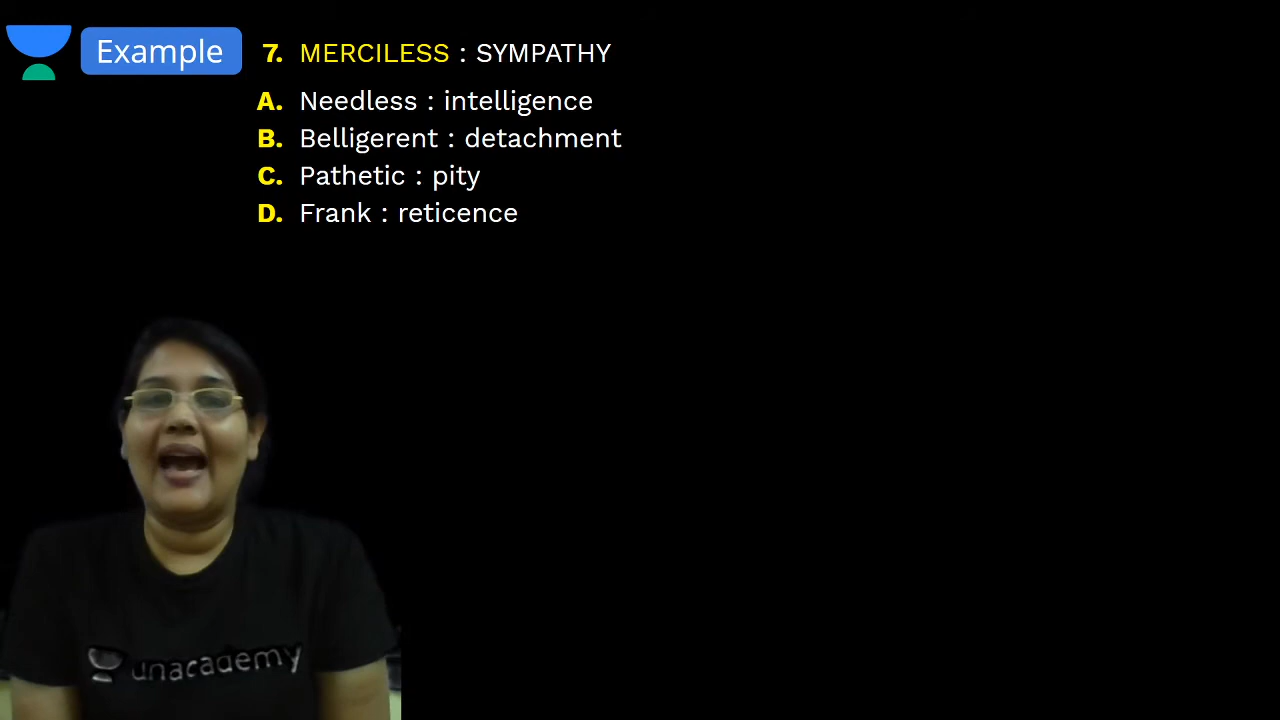 Example
7. MERCILESS : SYMPATHY
A. Needless : intelligence
B. Belligerent : detachment
C. Pathetic : pity
D. Frank : reticence
unacademy